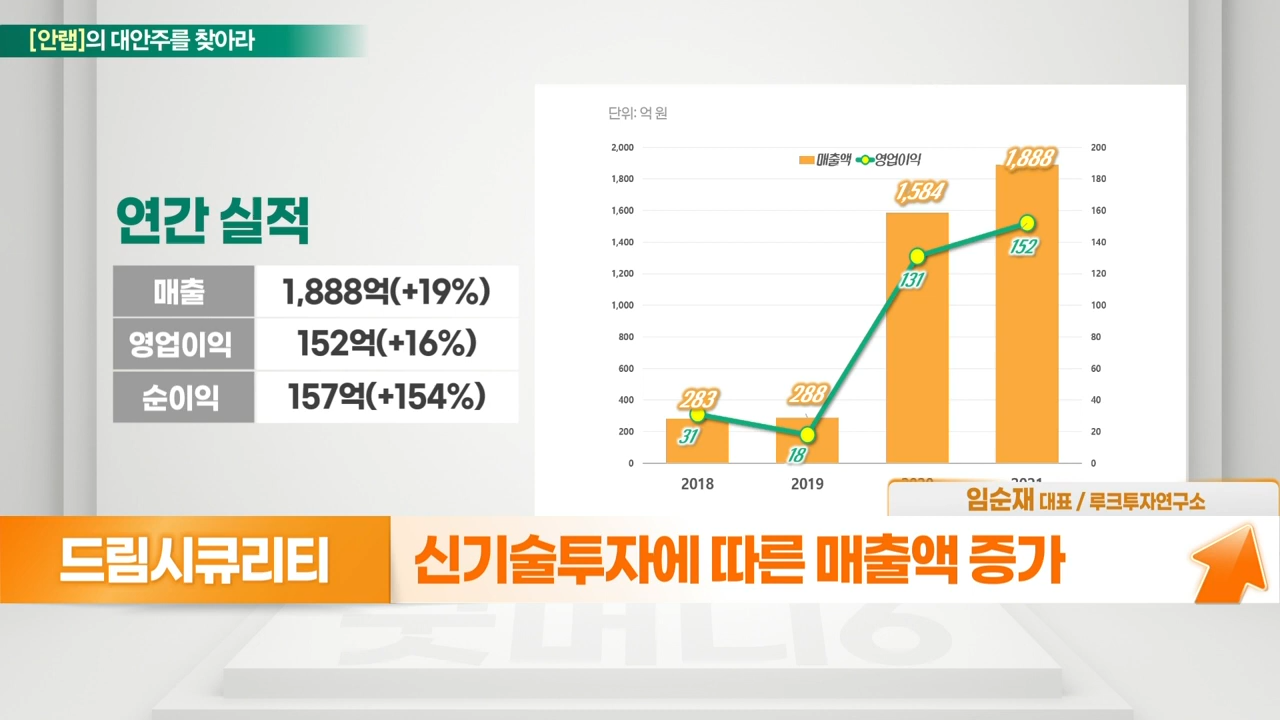 [안랩]의 대안주를 찾아라
연간 실적
매출 1,888억(+19%)
영업이익 152억(+16%)
순이익 157억(+154%)
단위: 억 원
매출액 영업이익
2,000
1,800
1,600
1,400
1,200
1,000
800
600
400
200
0
200
180
160
140
120
100
80
60
40
20
0
283
288
1,584
1,888
31
18
131
152
2018 2019 2020 2021
임순재 대표 / 루크투자연구소
드림시큐리티
신기술투자에 따른 매출액 증가